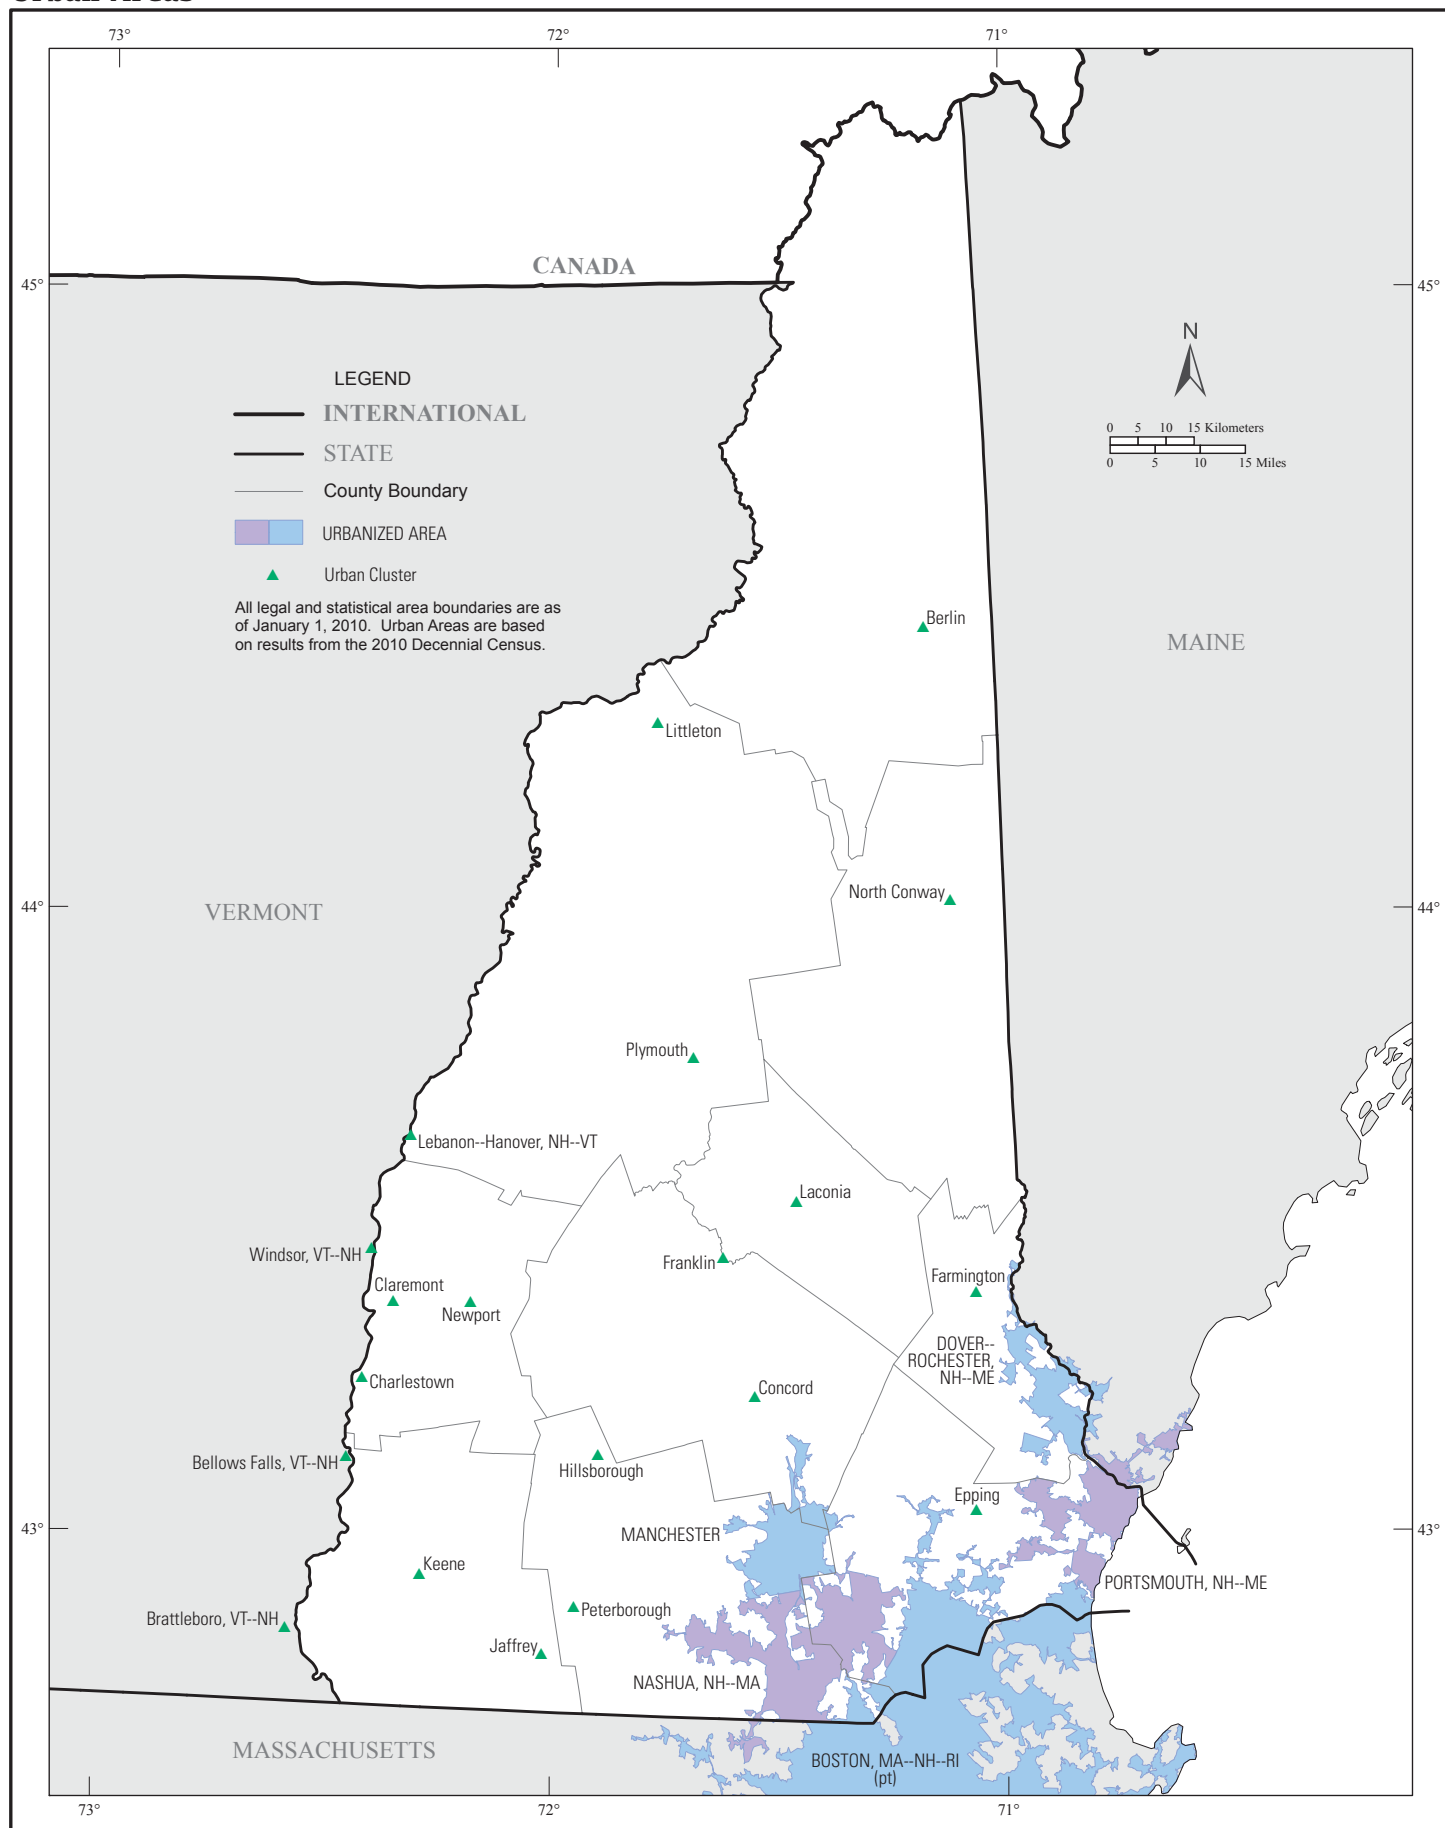 Urban Areas
73°
72°
71°
CANADA
45°
45°
N
LEGEND
INTERNATIONAL
STATE
County Boundary
URBANIZED AREA
Urban Cluster
All legal and statistical area boundaries are as
of January 1, 2010. Urban Areas are based
on results from the 2010 Decennial Census.
0 5 10 15 Kilometers
0 5 10 15 Miles
Berlin
MAINE
Littleton
North Conway
VERMONT
44°
44°
Plymouth
Lebanon--Hanover, NH--VT
Laconia
Windsor, VT--NH
Franklin
Farmington
Claremont
Newport
DOVER--
ROCHESTER,
NH--ME
Charlestown
Concord
Bellows Falls, VT--NH
Hillsborough
Epping
43°
43°
MANCHESTER
Keene
PORTSMOUTH, NH--ME
Peterborough
Brattleboro, VT--NH
Jaffrey
NASHUA, NH--MA
MASSACHUSETTS
BOSTON, MA--NH--RI
(pt)
73°
72°
71°